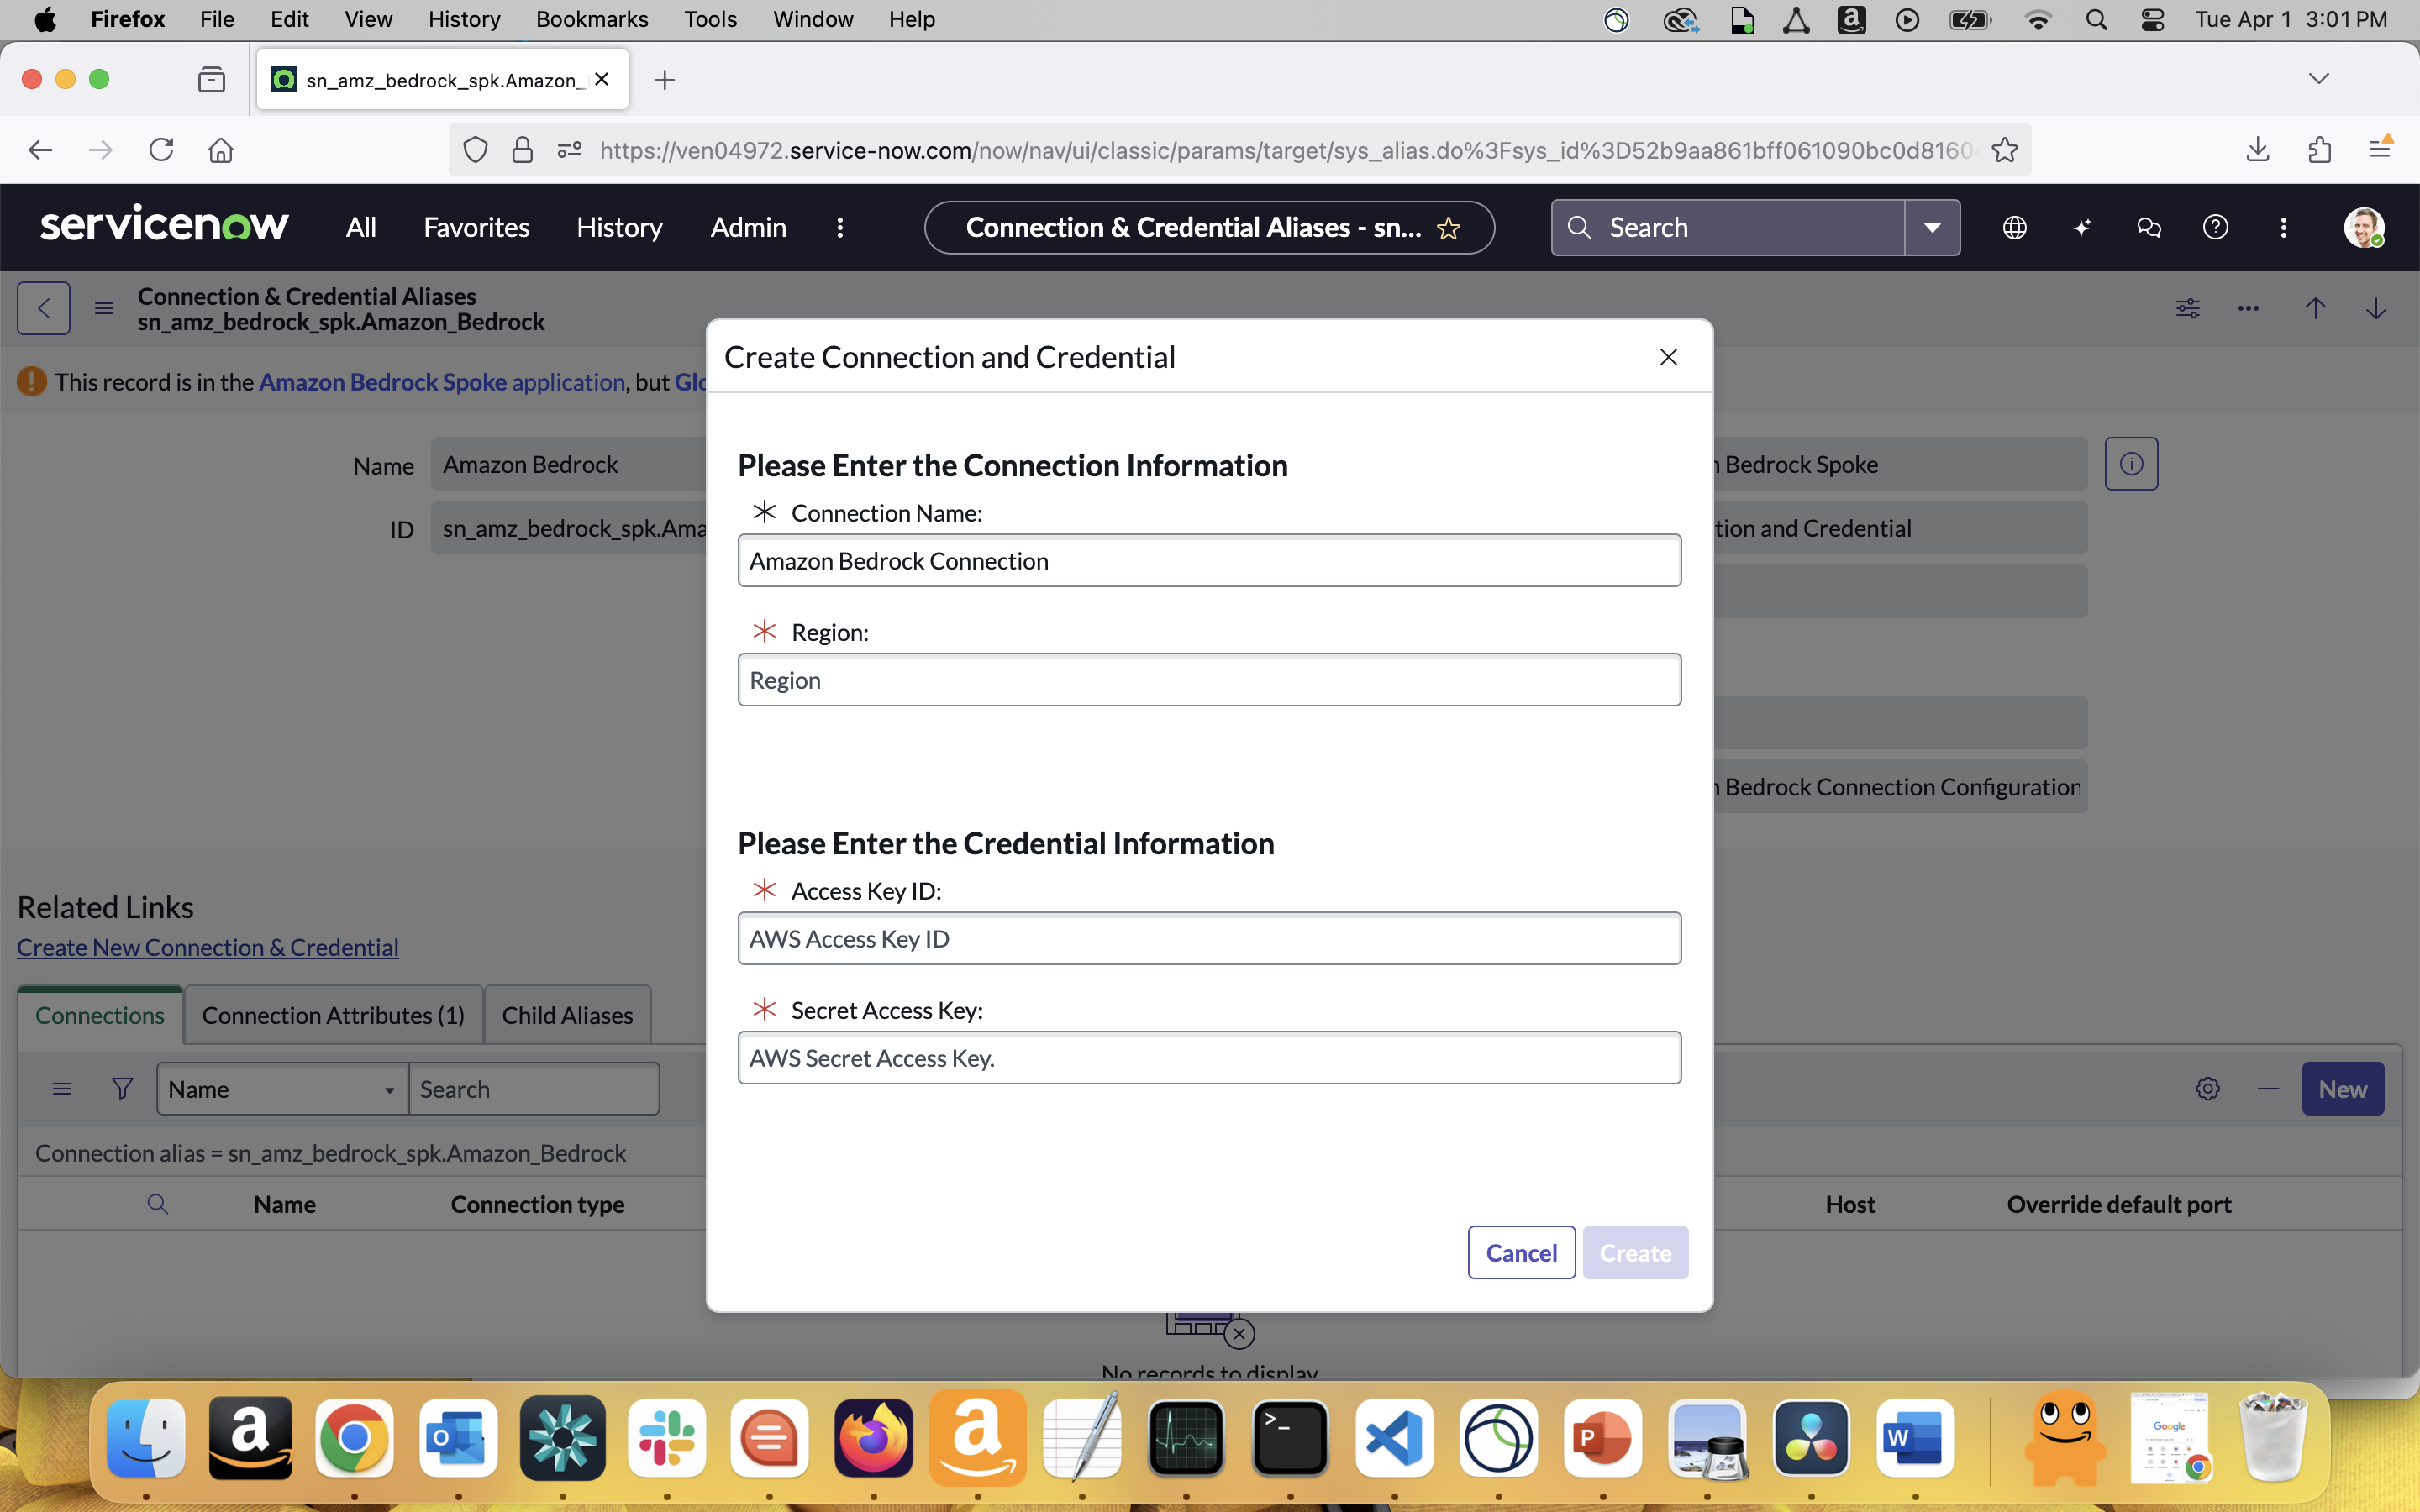 Firefox File Edit View History Bookmarks Tools Window Help Tue Apr 1 3:01 PM
sn_amz_bedrock_spk.Amazon_
https://ven04972.service-now.com/now/nav/ui/classic/params/target/sys_alias.do%3Fsys_id%3D52b9aa861bff061090bc0d8160
servicenow All Favorites History Admin Connection & Credential Aliases - sn... Search
Connection & Credential Aliases
sn_amz_bedrock_spk.Amazon_Bedrock
This record is in the Amazon Bedrock Spoke application, but Glo
Create Connection and Credential
Name Amazon Bedrock
ID sn_amz_bedrock_spk.Ama
Bedrock Spoke
tion and Credential
Bedrock Connection Configuration
Please Enter the Connection Information
Connection Name:
Amazon Bedrock Connection
Region:
Region
Please Enter the Credential Information
Access Key ID:
AWS Access Key ID
Secret Access Key:
AWS Secret Access Key.
Cancel Create
Related Links
Create New Connection & Credential
Connections Connection Attributes (1) Child Aliases
Name Search New
Connection alias = sn_amz_bedrock_spk.Amazon_Bedrock
Name Connection type Host Override default port
No records to display
Google